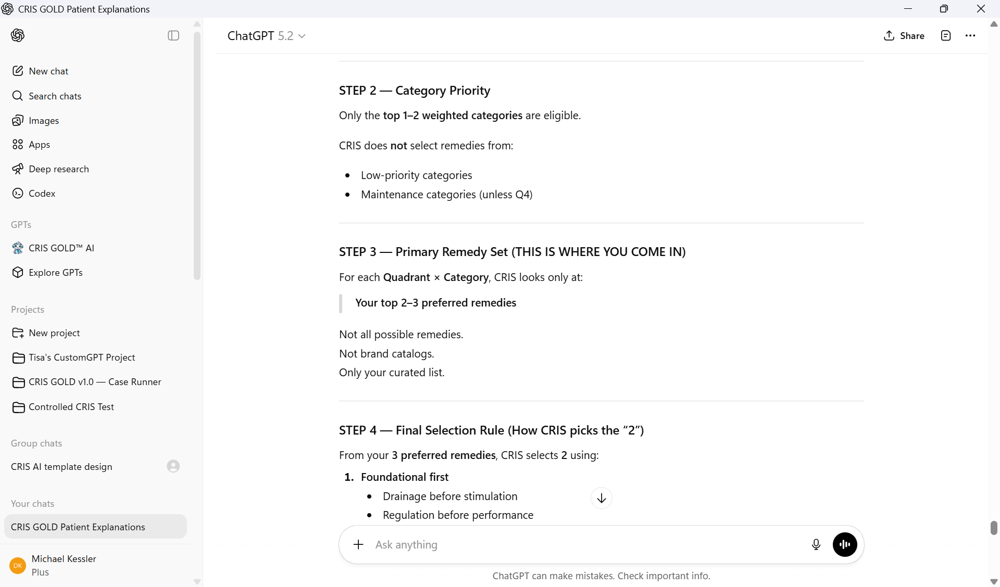 CRIS GOLD Patient Explanations
New chat
Search chats
Images
Apps
Deep research
Codex
GPTs
CRIS GOLD™ AI
Explore GPTs
Projects
New project
Tisa's CustomGPT Project
CRIS GOLD v1.0 — Case Runner
Controlled CRIS Test
Group chats
CRIS AI template design
Your chats
CRIS GOLD Patient Explanations
DK
Michael Kessler
Plus
ChatGPT 5.2
Share
STEP 2 — Category Priority
Only the top 1–2 weighted categories are eligible.
CRIS does not select remedies from:
• Low-priority categories
• Maintenance categories (unless Q4)
STEP 3 — Primary Remedy Set (THIS IS WHERE YOU COME IN)
For each Quadrant × Category, CRIS looks only at:
Your top 2–3 preferred remedies
Not all possible remedies.
Not brand catalogs.
Only your curated list.
STEP 4 — Final Selection Rule (How CRIS picks the “2”)
From your 3 preferred remedies, CRIS selects 2 using:
1. Foundational first
• Drainage before stimulation
• Regulation before performance
Ask anything
ChatGPT can make mistakes. Check important info.